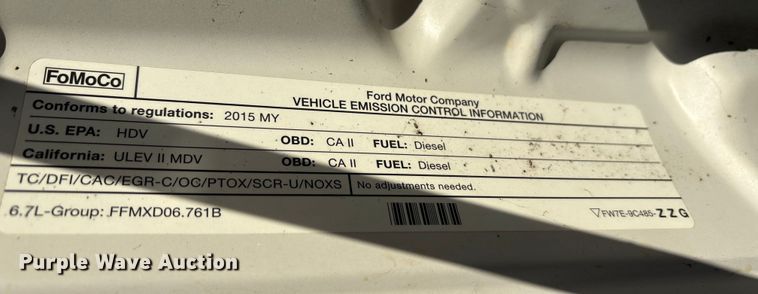 FoMoCo
Ford Motor Company
VEHICLE EMISSION CONTROL INFORMATION
Conforms to regulations: 2015 MY
U.S. EPA: HDV OBD: CA II FUEL: Diesel
California: ULEV II MDV OBD: CA II FUEL: Diesel
TC/DFI/CAC/EGR-C/OC/PTOX/SCR-U/NOXS No adjustments needed.
6.7L-Group: FFMXD06.761B FW7E-9C485-ZZG
Purple Wave Auction